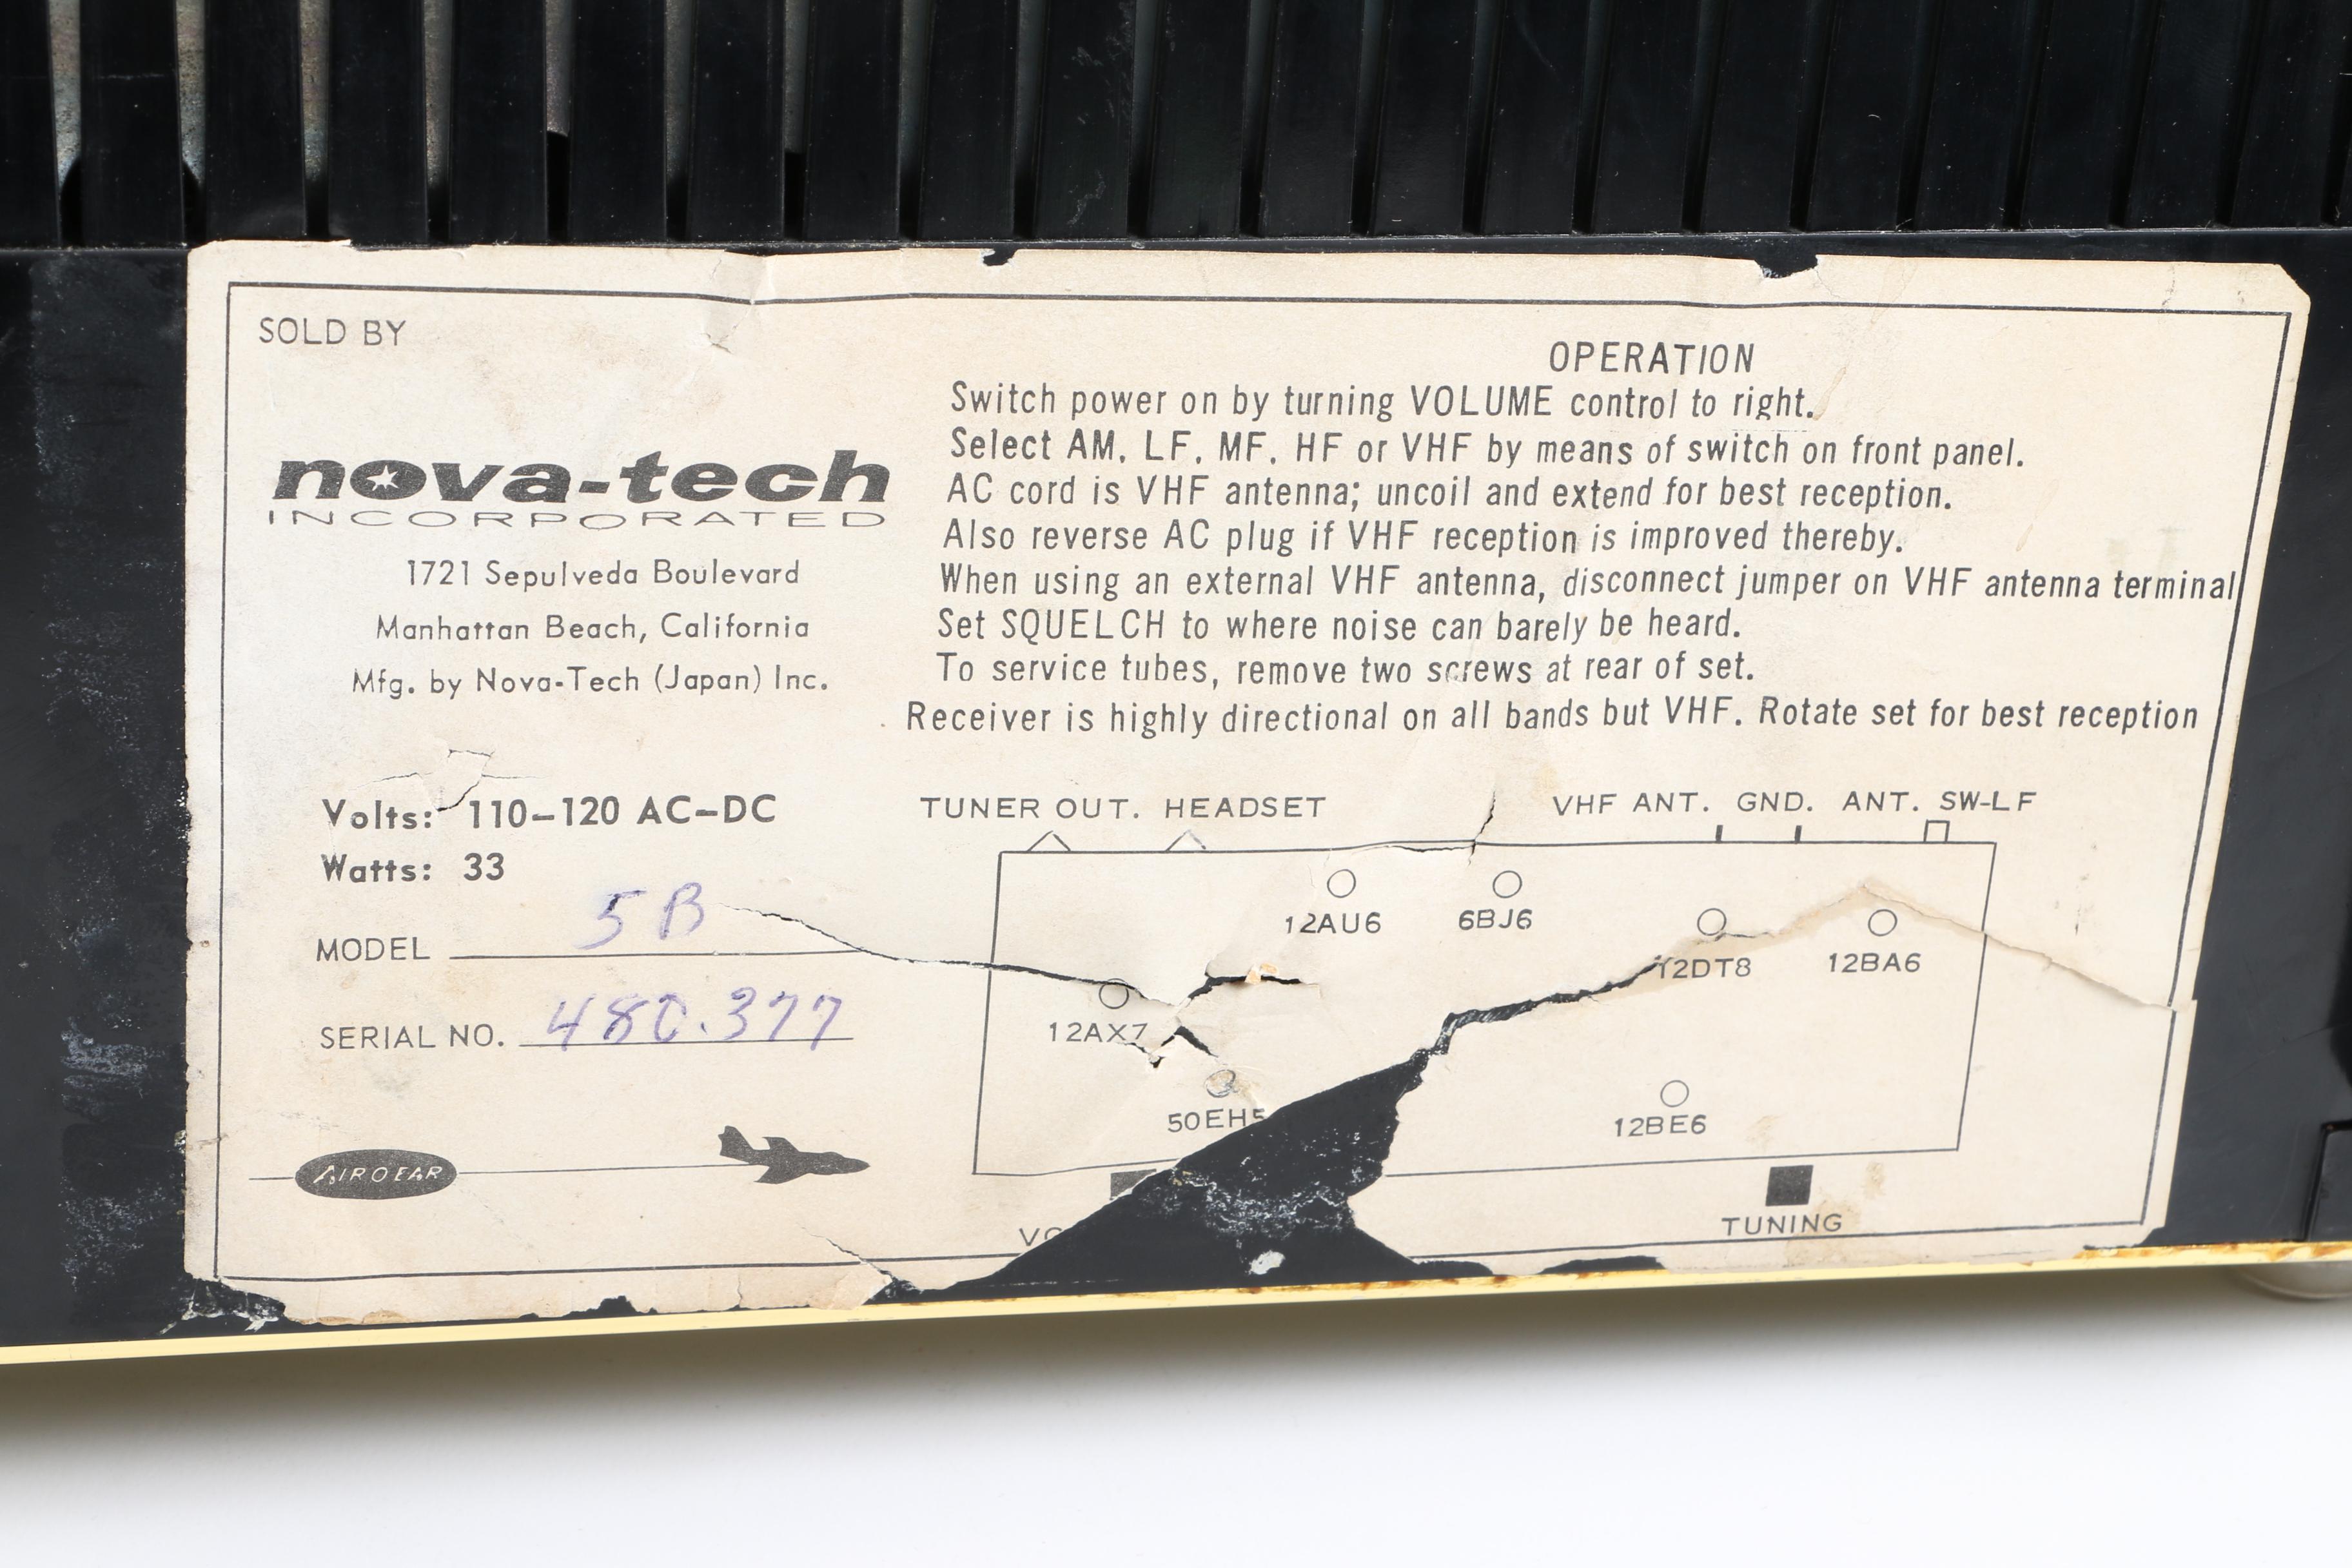 SOLD BY
nova-tech
INCORPORATED
1721 Sepulveda Boulevard
Manhattan Beach, California
Mfg. by Nova-Tech (Japan) Inc.
Volts: 110-120 AC-DC
Watts: 33
MODEL 5B
SERIAL NO. 480.377
AIR O EAR
OPERATION
Switch power on by turning VOLUME control to right.
Select AM, LF, MF, HF or VHF by means of switch on front panel.
AC cord is VHF antenna; uncoil and extend for best reception.
Also reverse AC plug if VHF reception is improved thereby.
When using an external VHF antenna, disconnect jumper on VHF antenna terminal
Set SQUELCH to where noise can barely be heard.
To service tubes, remove two screws at rear of set.
Receiver is highly directional on all bands but VHF. Rotate set for best reception
TUNER OUT. HEADSET VHF ANT. GND. ANT. SW-LF
12AU6 6BJ6 12DT8 12BA6
12AX7
50EH5 12BE6
TUNING